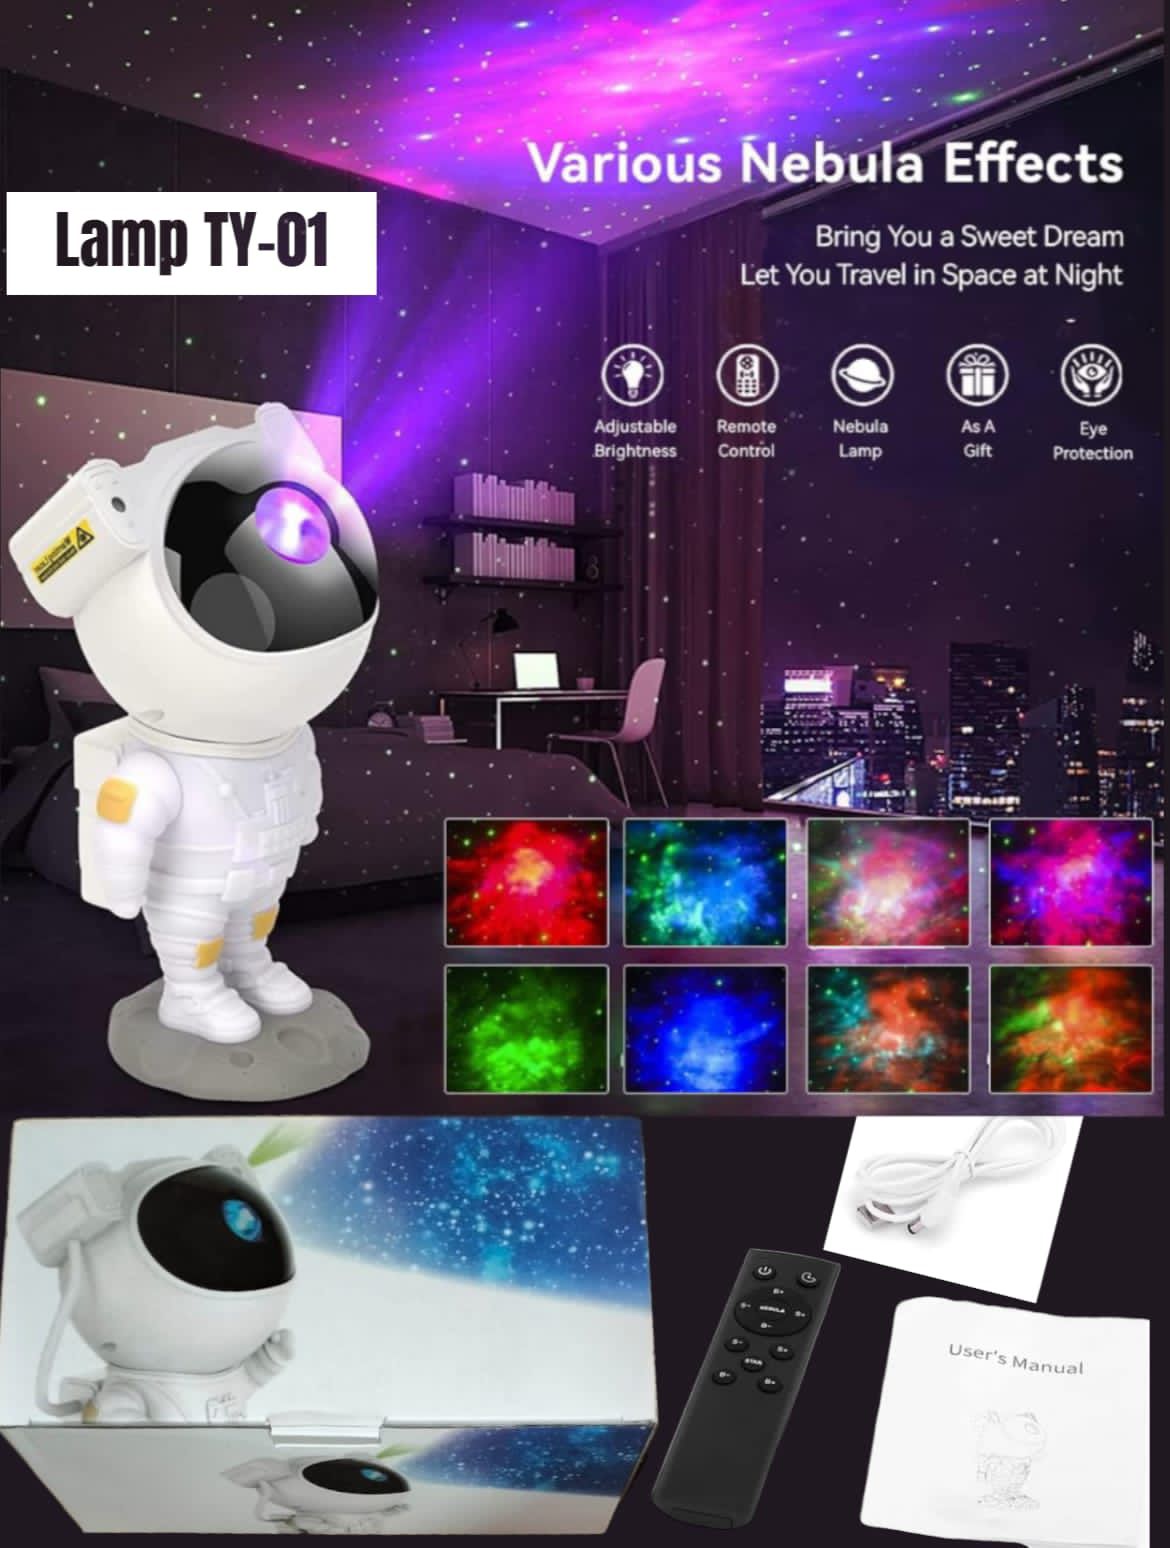 Various Nebula Effects
Lamp TY-01
Bring You a Sweet Dream
Let You Travel in Space at Night
Adjustable
Brightness
Remote
Control
Nebula
Lamp
As A
Gift
Eye
Protection
NEBULA
STAR
User's Manual